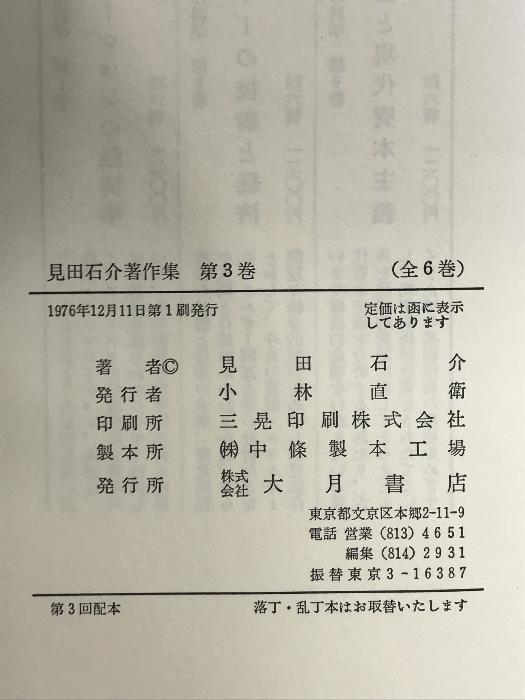 見田石介著作集 第3巻 (全6巻)
1976年12月11日第1刷発行 定価は函に表示
してあります
著者© 見田石介
発行者 小林直衛
印刷所 三晃印刷株式会社
製本所 ㈱中條製本工場
発行所 株式会社 大月書店
東京都文京区本郷2-11-9
電話 営業(813)4651
編集(814)2931
振替東京3-16387
第3回配本 落丁・乱丁本はお取替いたします